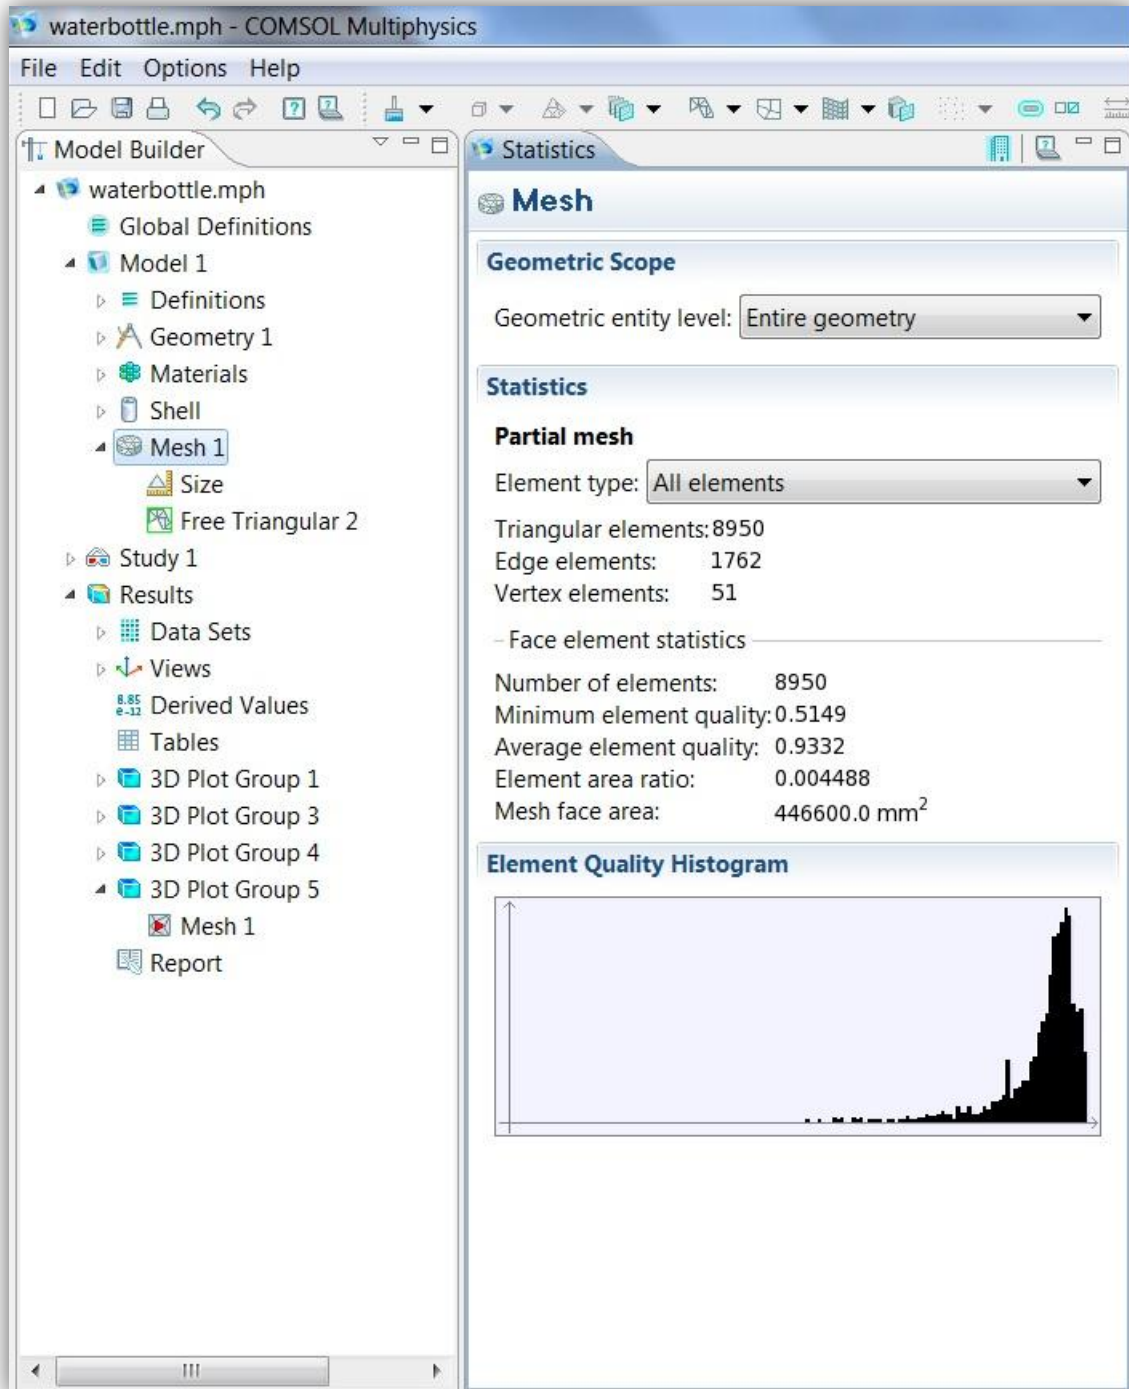 waterbottle.mph - COMSOL Multiphysics
File Edit Options Help
Model Builder
waterbottle.mph
Global Definitions
Model 1
Definitions
Geometry 1
Materials
Shell
Mesh 1
Size
Free Triangular 2
Study 1
Results
Data Sets
Views
8.85
e-12
Derived Values
Tables
3D Plot Group 1
3D Plot Group 3
3D Plot Group 4
3D Plot Group 5
Mesh 1
Report
Statistics
Mesh
Geometric Scope
Geometric entity level: Entire geometry
Statistics
Partial mesh
Element type: All elements
Triangular elements: 8950
Edge elements: 1762
Vertex elements: 51
Face element statistics
Number of elements: 8950
Minimum element quality: 0.5149
Average element quality: 0.9332
Element area ratio: 0.004488
Mesh face area: 446600.0 mm²
Element Quality Histogram